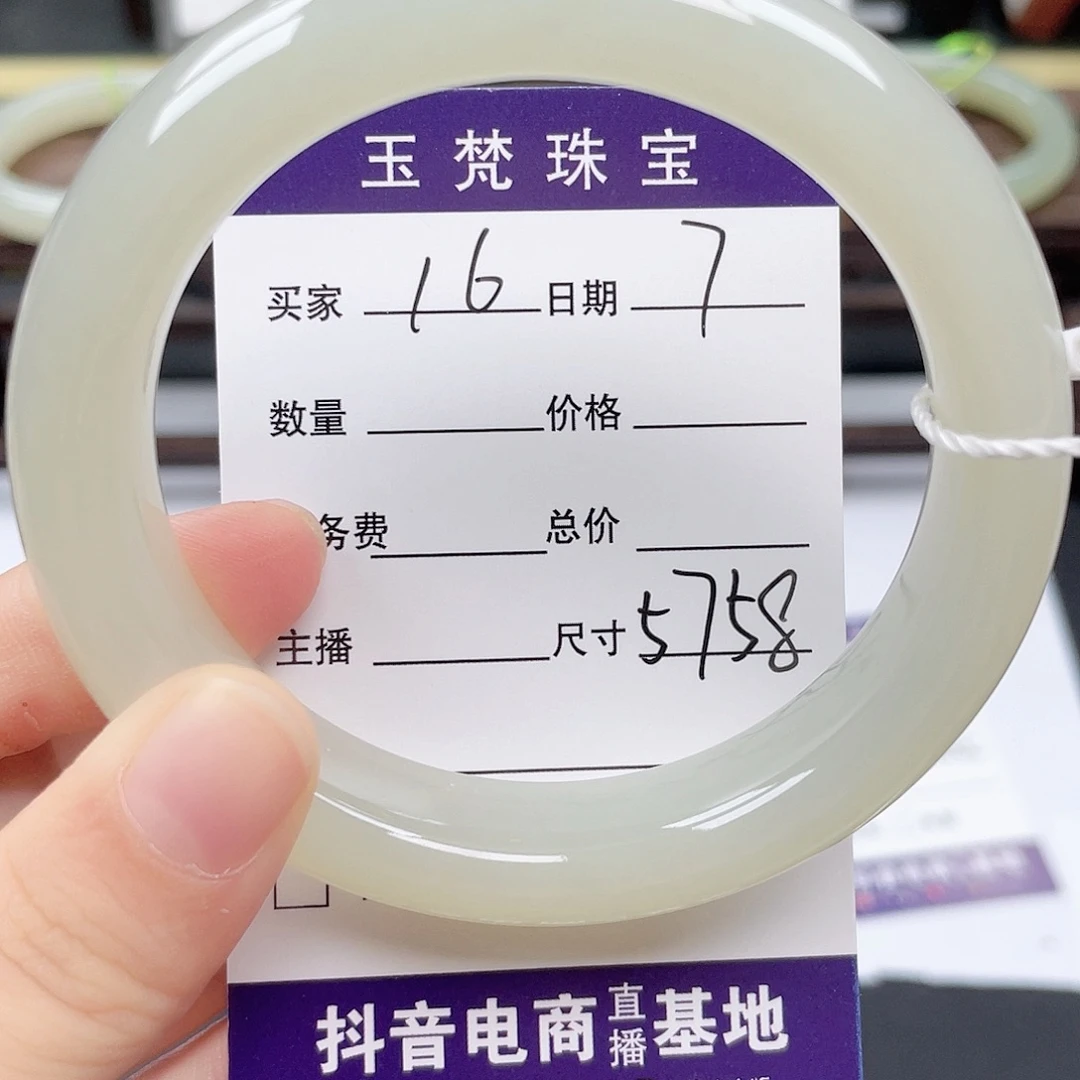 玉梵珠宝
买家 16 日期 7
数量 价格
务费 总价
主播 尺寸 5758
抖音电商直播基地